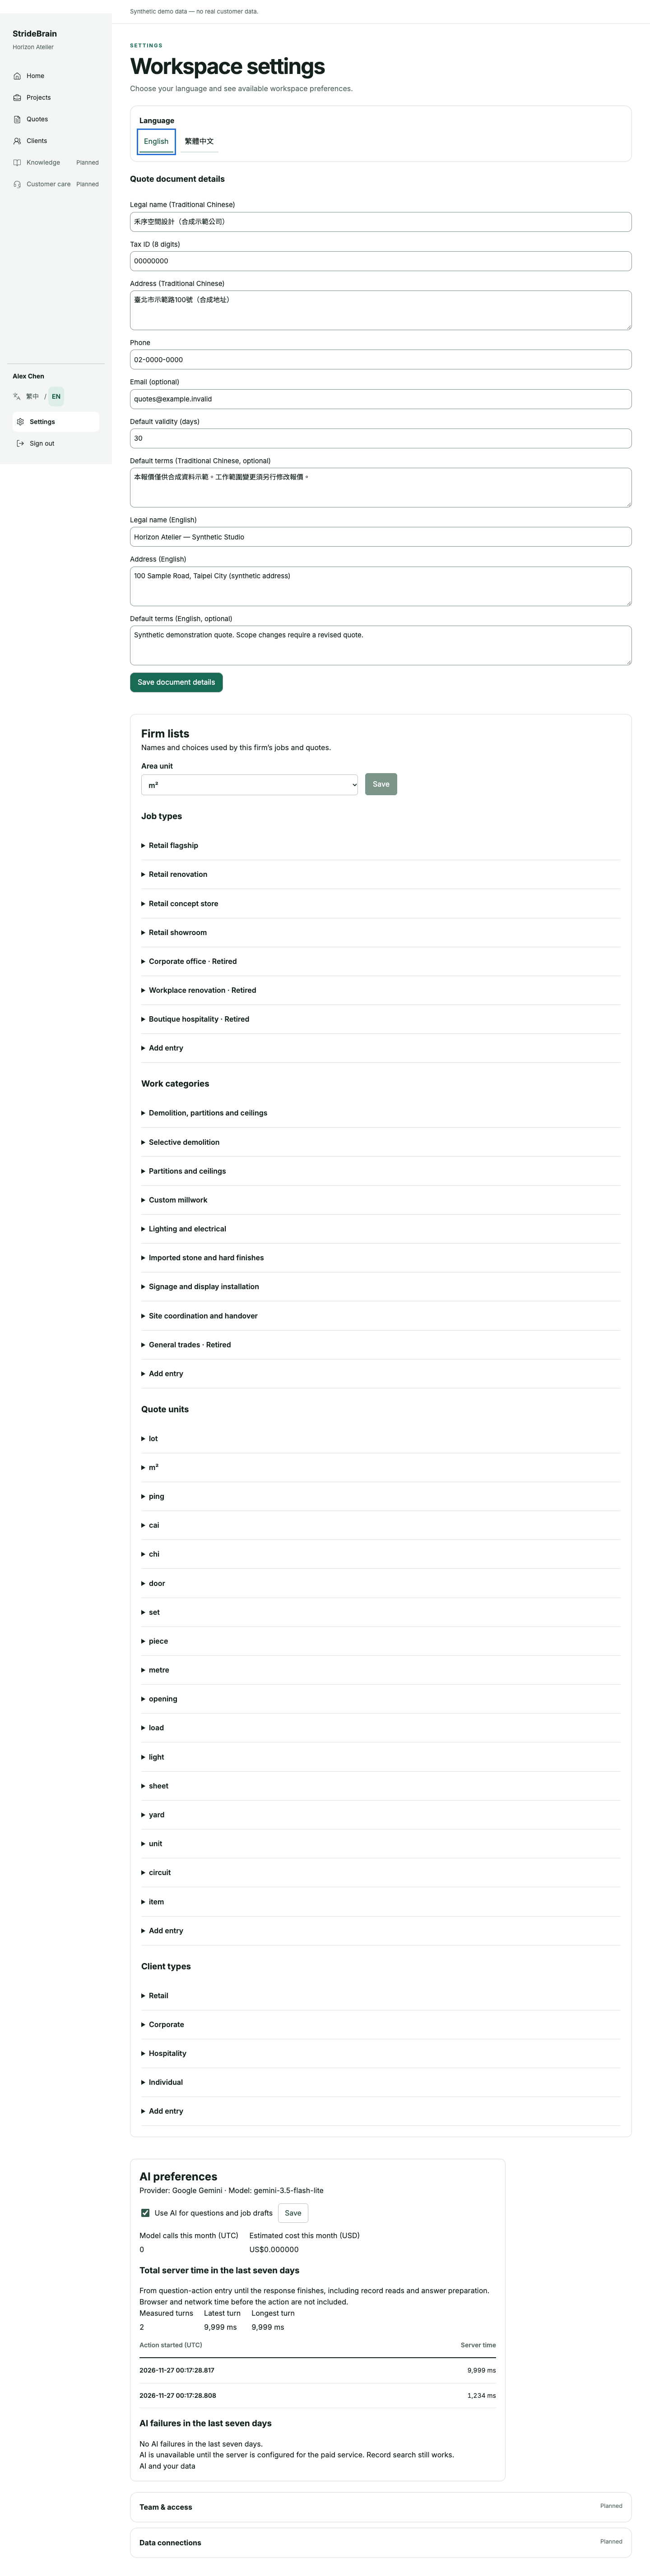 Synthetic demo data — no real customer data.
StrideBrain
Horizon Atelier
Home
Projects
Quotes
Clients
Knowledge Planned
Customer care Planned
Alex Chen
繁中 / EN
Settings
Sign out
SETTINGS
Workspace settings
Choose your language and see available workspace preferences.
Language
English 繁體中文
Quote document details
Legal name (Traditional Chinese)
禾序空間設計（合成示範公司）
Tax ID (8 digits)
00000000
Address (Traditional Chinese)
臺北市示範路100號（合成地址）
Phone
02-0000-0000
Email (optional)
quotes@example.invalid
Default validity (days)
30
Default terms (Traditional Chinese, optional)
本報價僅供合成資料示範。工作範圍變更須另行修改報價。
Legal name (English)
Horizon Atelier — Synthetic Studio
Address (English)
100 Sample Road, Taipei City (synthetic address)
Default terms (English, optional)
Synthetic demonstration quote. Scope changes require a revised quote.
Save document details
Firm lists
Names and choices used by this firm's jobs and quotes.
Area unit
m² Save
Job types
Retail flagship
Retail renovation
Retail concept store
Retail showroom
Corporate office · Retired
Workplace renovation · Retired
Boutique hospitality · Retired
Add entry
Work categories
Demolition, partitions and ceilings
Selective demolition
Partitions and ceilings
Custom millwork
Lighting and electrical
Imported stone and hard finishes
Signage and display installation
Site coordination and handover
General trades · Retired
Add entry
Quote units
lot
m²
ping
cai
chi
door
set
piece
metre
opening
load
light
sheet
yard
unit
circuit
item
Add entry
Client types
Retail
Corporate
Hospitality
Individual
Add entry
AI preferences
Provider: Google Gemini · Model: gemini-3.5-flash-lite
Use AI for questions and job drafts Save
Model calls this month (UTC) Estimated cost this month (USD)
0 US$0.000000
Total server time in the last seven days
From question-action entry until the response finishes, including record reads and answer preparation.
Browser and network time before the action are not included.
Measured turns Latest turn Longest turn
2 9,999 ms 9,999 ms
Action started (UTC) Server time
2026-11-27 00:17:28.817 9,999 ms
2026-11-27 00:17:28.808 1,234 ms
AI failures in the last seven days
No AI failures in the last seven days.
AI is unavailable until the server is configured for the paid service. Record search still works.
AI and your data
Team & access Planned
Data connections Planned